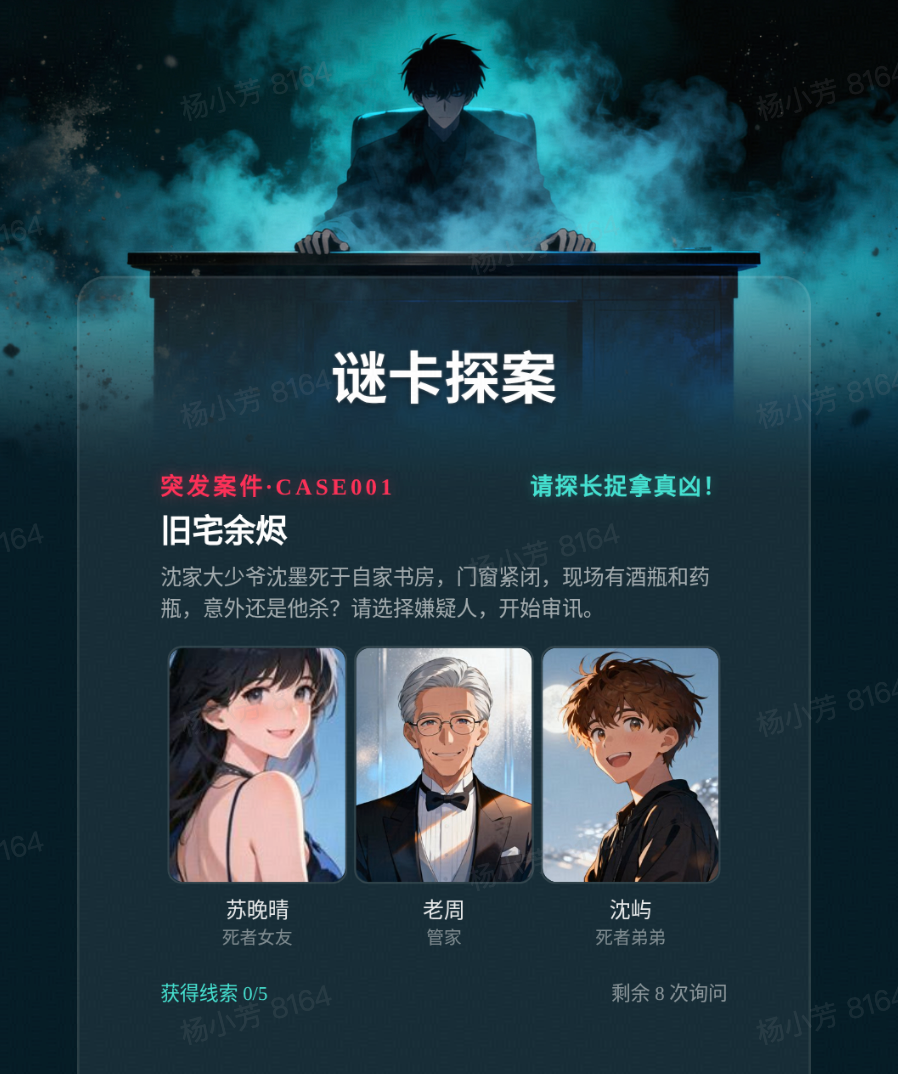 谜卡探案
突发案件·CASE001
请探长捉拿真凶！
旧宅余烬
沈家大少爷沈墨死于自家书房，门窗紧闭，现场有酒瓶和药
瓶，意外还是他杀？请选择嫌疑人，开始审讯。
苏晚晴
死者女友
老周
管家
沈屿
死者弟弟
获得线索 0/5
剩余 8 次询问
杨小芳 8164